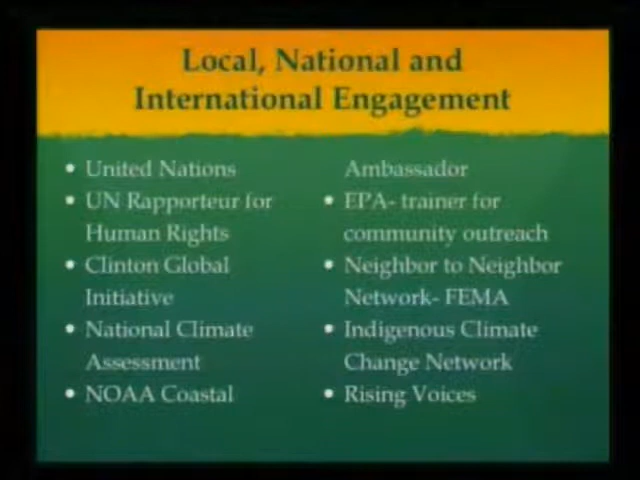 Local, National and
International Engagement
• United Nations
• UN Rapporteur for
Human Rights
• Clinton Global
Initiative
• National Climate
Assessment
• NOAA Coastal
Ambassador
• EPA- trainer for
community outreach
• Neighbor to Neighbor
Network- FEMA
• Indigenous Climate
Change Network
• Rising Voices